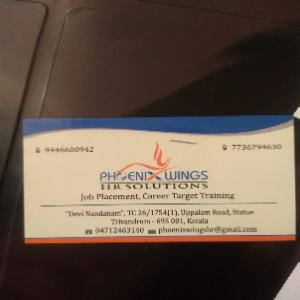 9446600942 7736794630
PHOENIX WINGS
HR SOLUTIONS
Job Placement, Career Target Training
"Devi Nandanam", TC 26/1754(1), Uppalam Road, Statue
Trivandrum - 695 001, Kerala
04712463140 phoenixwingshr@gmail.com